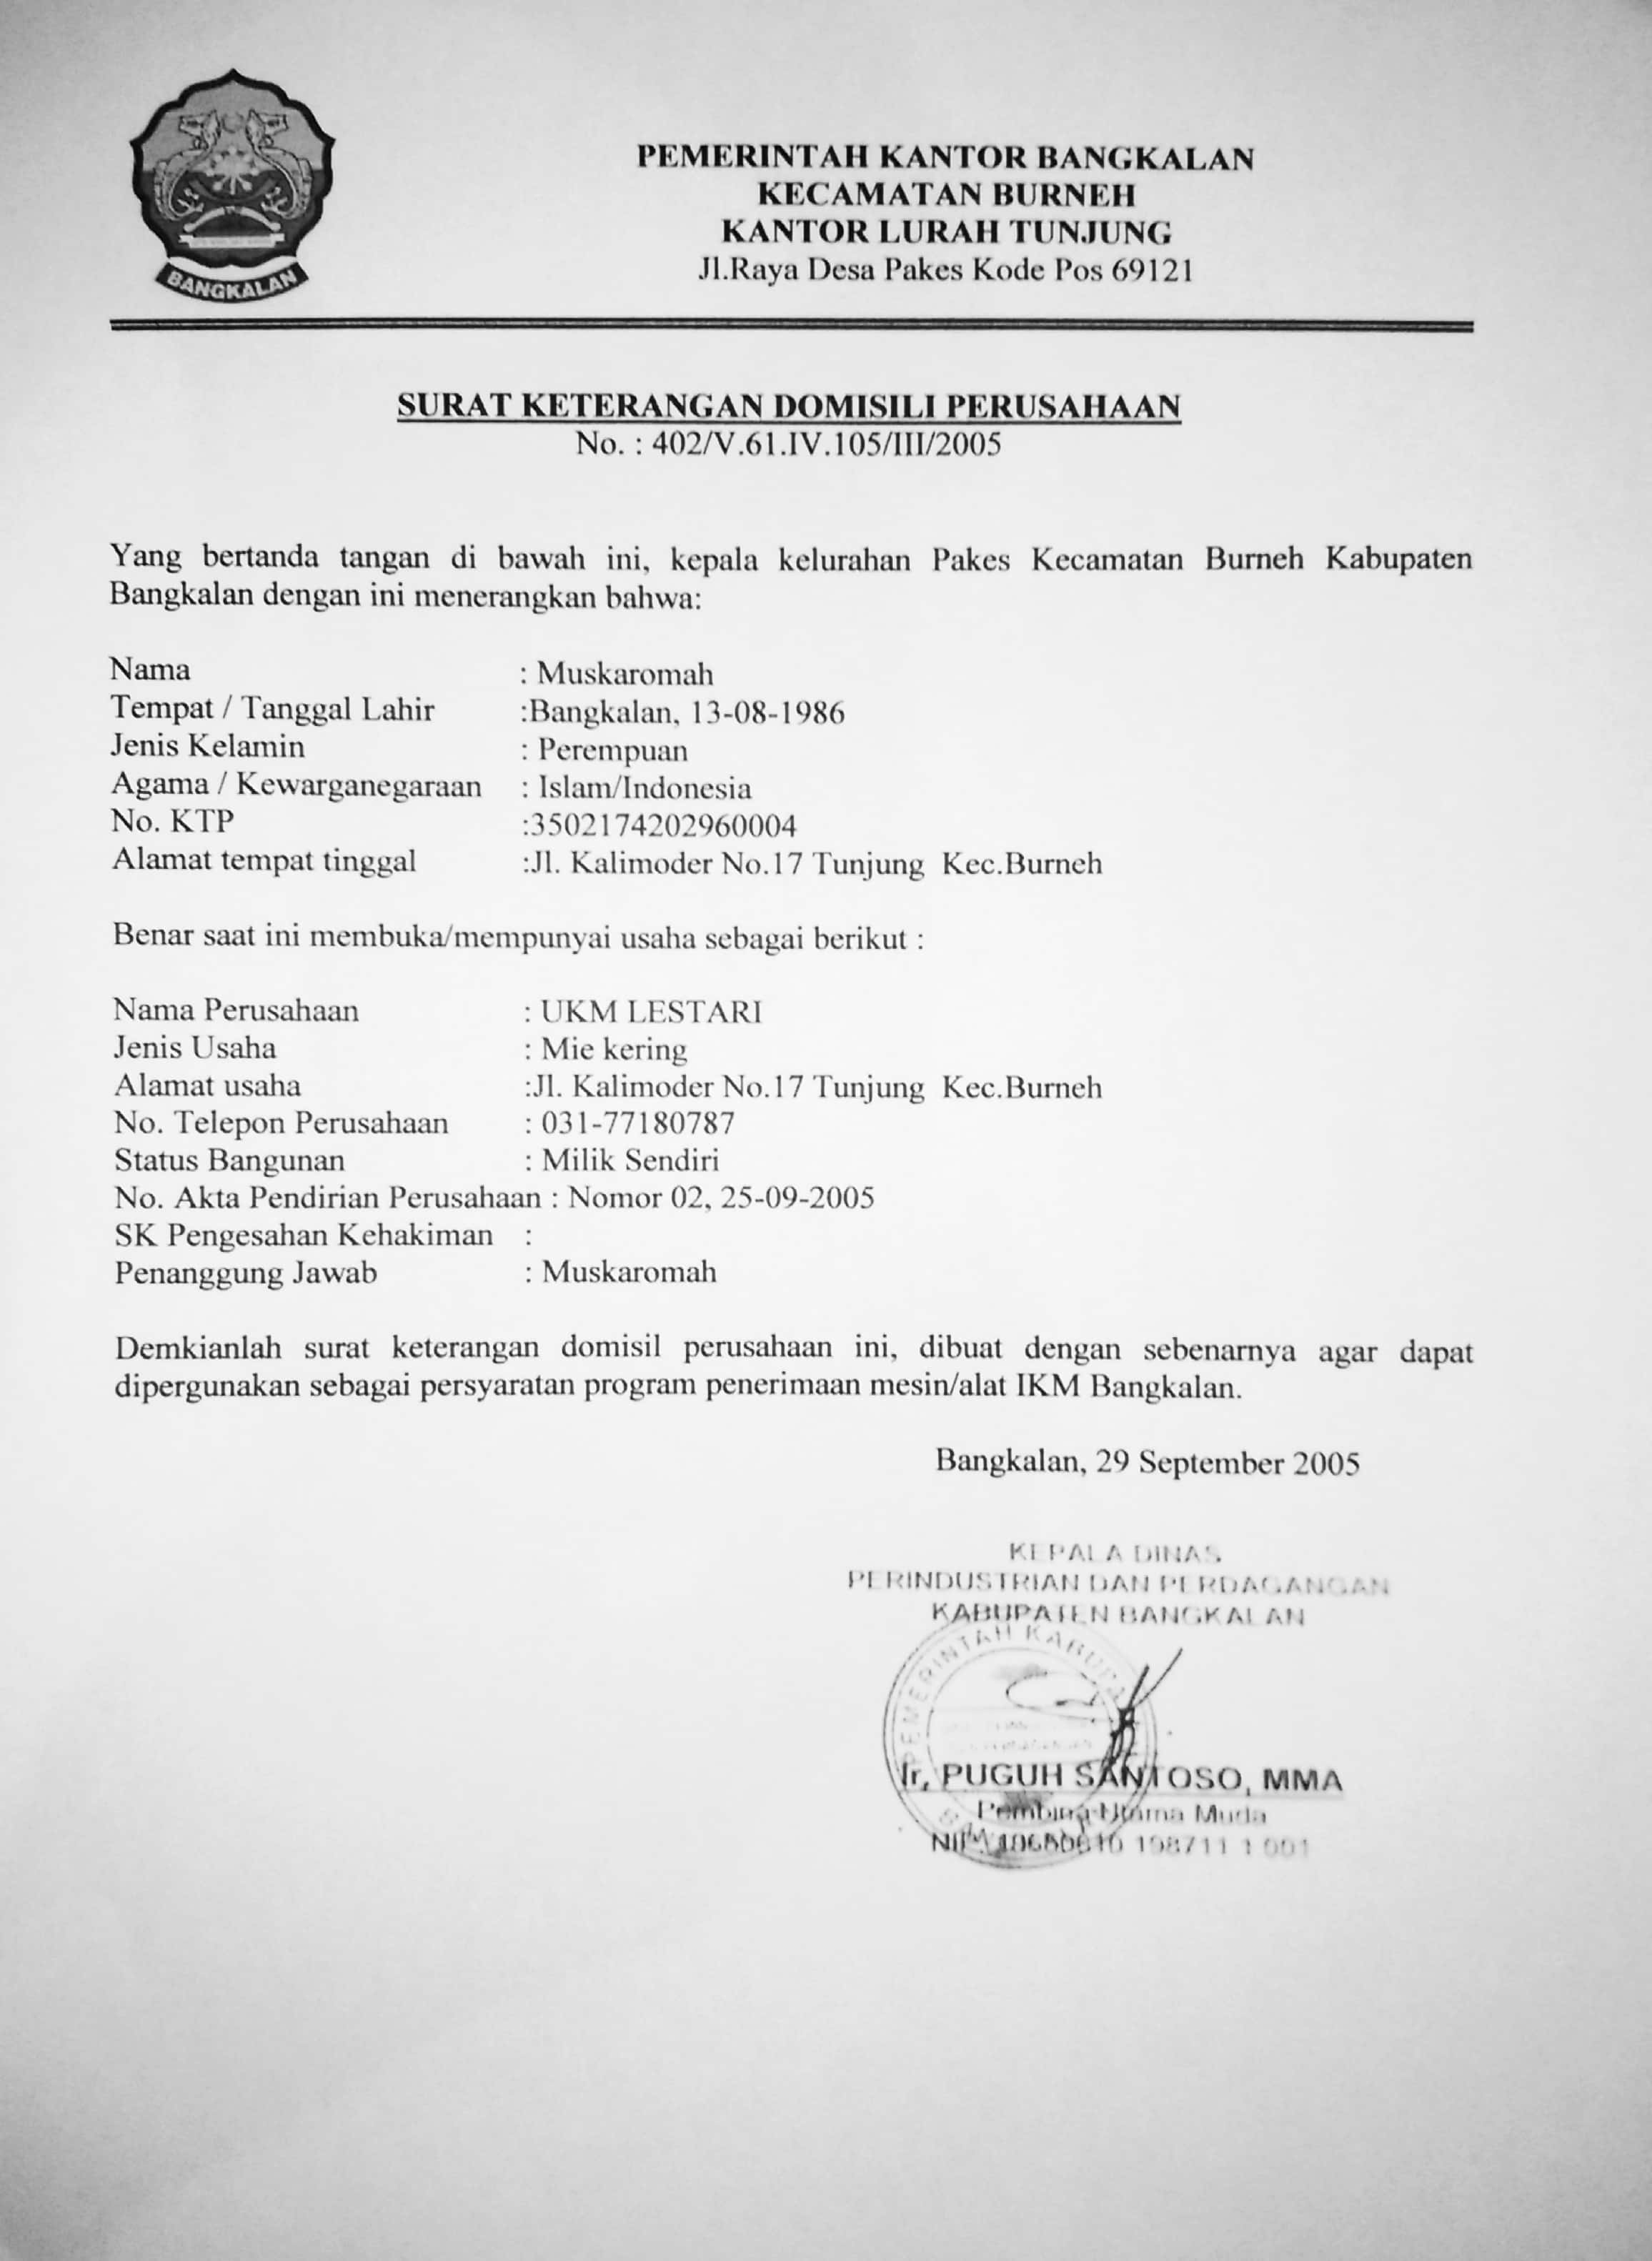 BANGKALAN
PEMERINTAH KANTOR BANGKALAN
KECAMATAN BURNEH
KANTOR LURAH TUNJUNG
Jl.Raya Desa Pakes Kode Pos 69121
SURAT KETERANGAN DOMISILI PERUSAHAAN
No. : 402/V.61.IV.105/III/2005
Yang bertanda tangan di bawah ini, kepala kelurahan Pakes Kecamatan Burneh Kabupaten
Bangkalan dengan ini menerangkan bahwa:
Nama : Muskaromah
Tempat / Tanggal Lahir :Bangkalan, 13-08-1986
Jenis Kelamin : Perempuan
Agama / Kewarganegaraan : Islam/Indonesia
No. KTP :3502174202960004
Alamat tempat tinggal :Jl. Kalimoder No.17 Tunjung Kec.Burneh
Benar saat ini membuka/mempunyai usaha sebagai berikut :
Nama Perusahaan : UKM LESTARI
Jenis Usaha : Mie kering
Alamat usaha :Jl. Kalimoder No.17 Tunjung Kec.Burneh
No. Telepon Perusahaan : 031-77180787
Status Bangunan : Milik Sendiri
No. Akta Pendirian Perusahaan : Nomor 02, 25-09-2005
SK Pengesahan Kehakiman :
Penanggung Jawab : Muskaromah
Demkianlah surat keterangan domisil perusahaan ini, dibuat dengan sebenarnya agar dapat
dipergunakan sebagai persyaratan program penerimaan mesin/alat IKM Bangkalan.
Bangkalan, 29 September 2005
KEPALA DINAS
PERINDUSTRIAN DAN PERDAGANGAN
KABUPATEN BANGKALAN
PEMERINTAH KABUPA
Ir, PUGUH SANTOSO, MMA
Pembina Utama Muda
NIP 198711 1 001